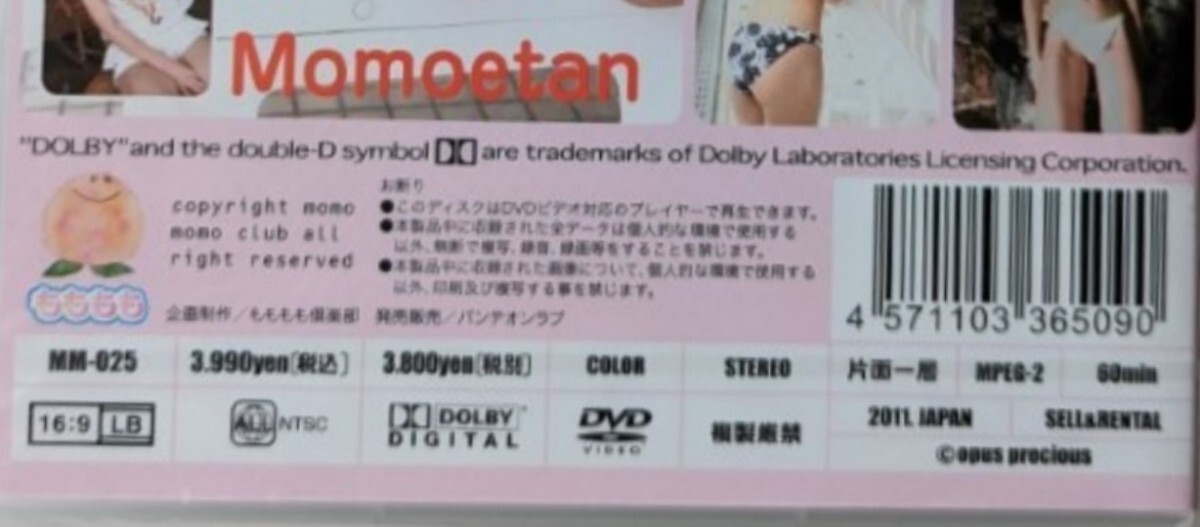 Momoetan
"DOLBY"and the double-D symbol are trademarks of Dolby Laboratories Licensing Corporation.
お断り
●このディスクはDVDビデオ対応のプレイヤーで再生できます。
●本製品中に収録された全データは個人的な環境で使用する
以外、無断で複写、録音、録画等をすることを禁じます。
●本製品中に収録された画像について、個人的な環境で使用する
以外、印刷及び複写する事を禁じます。
copyright momo
momo club all
right reserved
もももも
企画制作/もももも倶楽部 発売販売/パンテオンラブ
4 571103 365090
MM-025 3.990yen[税込] 3.800yen[税別] COLOR STEREO 片面一層 MPEG-2 60min
16:9 LB ALL NTSC DOLBY DIGITAL DVD VIDEO 複製厳禁 2011. JAPAN SELL&RENTAL
©opus precious